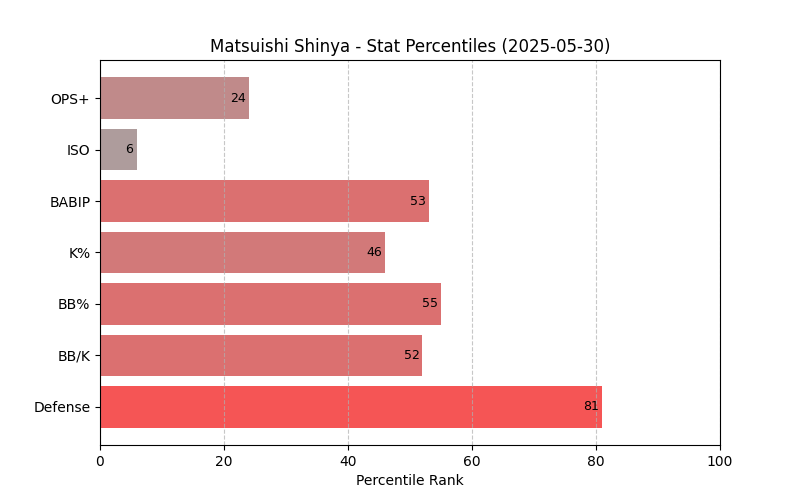 Matsuishi Shinya - Stat Percentiles (2025-05-30)
OPS+ 24
ISO 6
BABIP 53
K% 46
BB% 55
BB/K 52
Defense 81
0 20 40 60 80 100
Percentile Rank